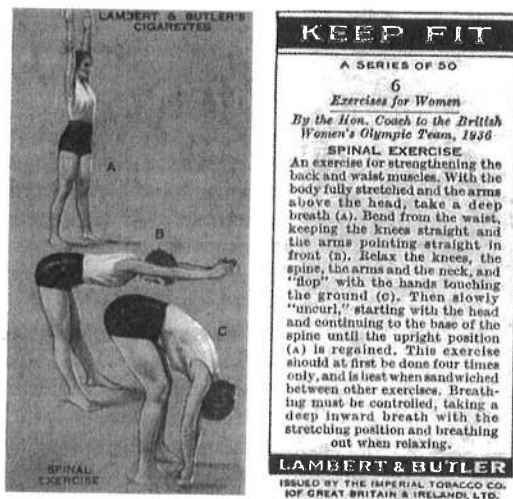 LAMBERT & BUTLER'S
CIGARETTES
A
B
C
SPINAL
EXERCISE
KEEP FIT
A SERIES OF 50
6
Exercises for Women
By the Hon. Coach to the British
Women's Olympic Team, 1936
SPINAL EXERCISE
An exercise for strengthening the
back and waist muscles. With the
body fully stretched and the arms
above the head, take a deep
breath (A). Bend from the waist,
keeping the knees straight and
the arms pointing straight in
front (B). Relax the knees, the
spine, the arms and the neck, and
"flop" with the hands touching
the ground (C). Then slowly
"uncurl," starting with the head
and continuing to the base of the
spine until the upright position
(A) is regained. This exercise
should at first be done four times
only, and is best when sandwiched
between other exercises. Breath-
ing must be controlled, taking a
deep inward breath with the
stretching position and breathing
out when relaxing.
LAMBERT & BUTLER
ISSUED BY THE IMPERIAL TOBACCO CO.
(OF GREAT BRITAIN & IRELAND), LTD.